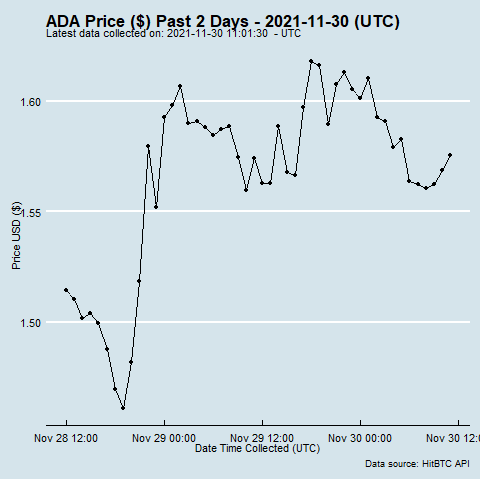 ADA Price ($) Past 2 Days - 2021-11-30 (UTC)
Latest data collected on: 2021-11-30 11:01:30 - UTC
1.60
1.55
1.50
Price USD ($)
Nov 28 12:00 Nov 29 00:00 Nov 29 12:00 Nov 30 00:00 Nov 30 12:0
Date Time Collected (UTC)
Data source: HitBTC API